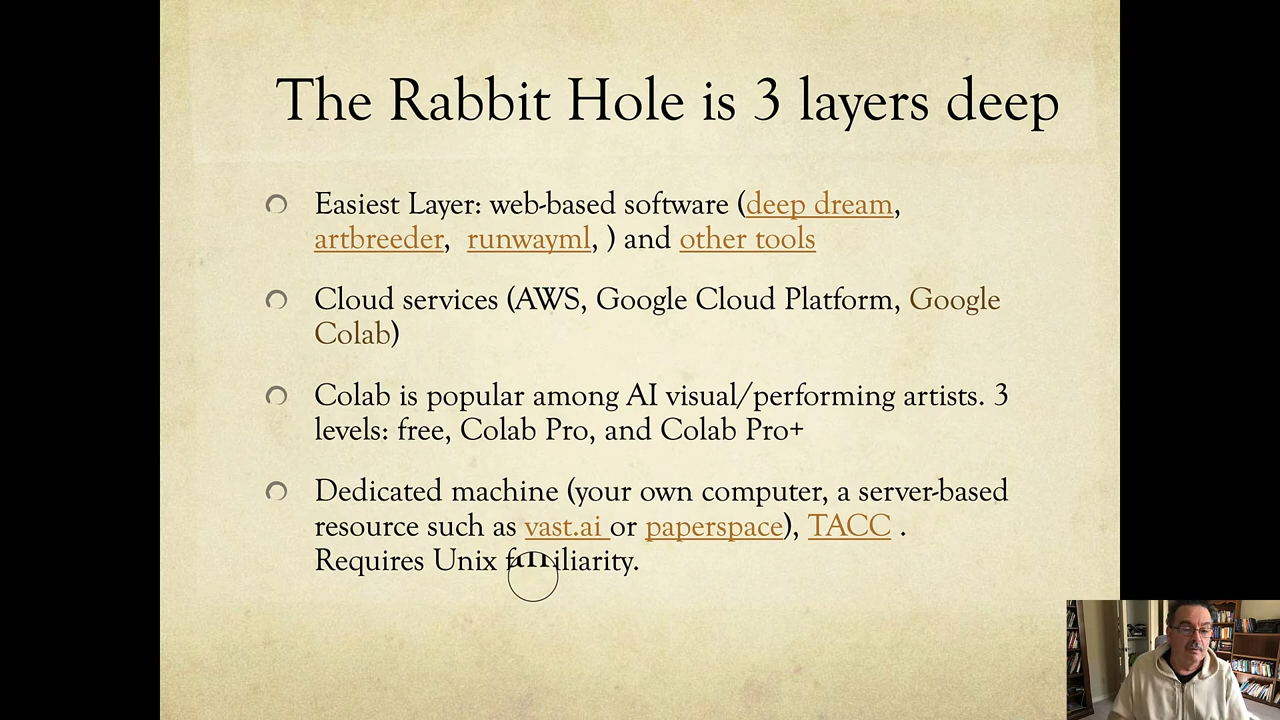 The Rabbit Hole is 3 layers deep
Easiest Layer: web-based software (deep dream,
artbreeder, runwayml, ) and other tools
Cloud services (AWS, Google Cloud Platform, Google
Colab)
Colab is popular among AI visual/performing artists. 3
levels: free, Colab Pro, and Colab Pro+
Dedicated machine (your own computer, a server-based
resource such as vast.ai or paperspace), TACC .
Requires Unix familiarity.